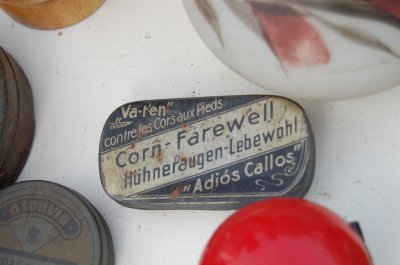 „Va-t'en"
contre les Cors aux Pieds
Corn-Farewell
Hühneraugen-Lebewohl
"Adiós Callos"